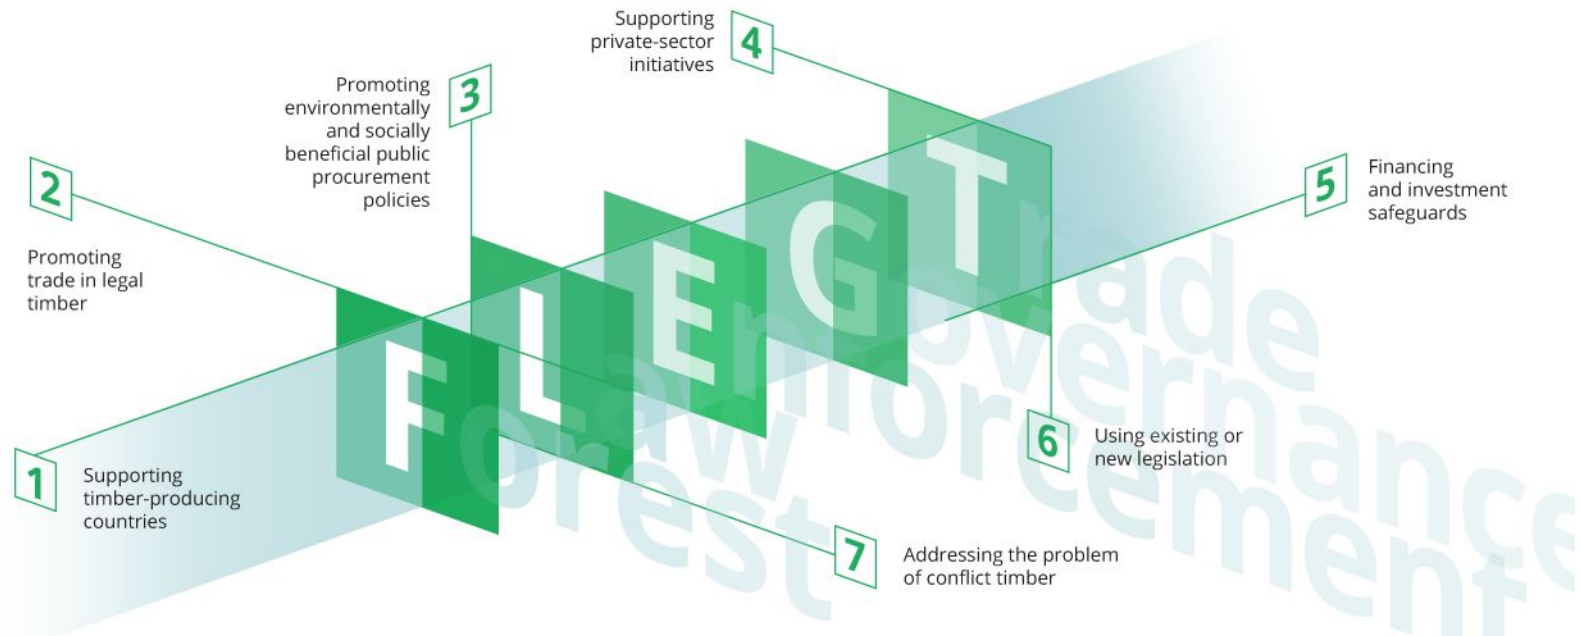 1
Supporting
timber-producing
countries
2
Promoting
trade in legal
timber
3
Promoting
environmentally
and socially
beneficial public
procurement
policies
4
Supporting
private-sector
initiatives
5
Financing
and investment
safeguards
6
Using existing or
new legislation
7
Addressing the problem
of conflict timber
Forest
Law
Enforcement
Governance
Trade